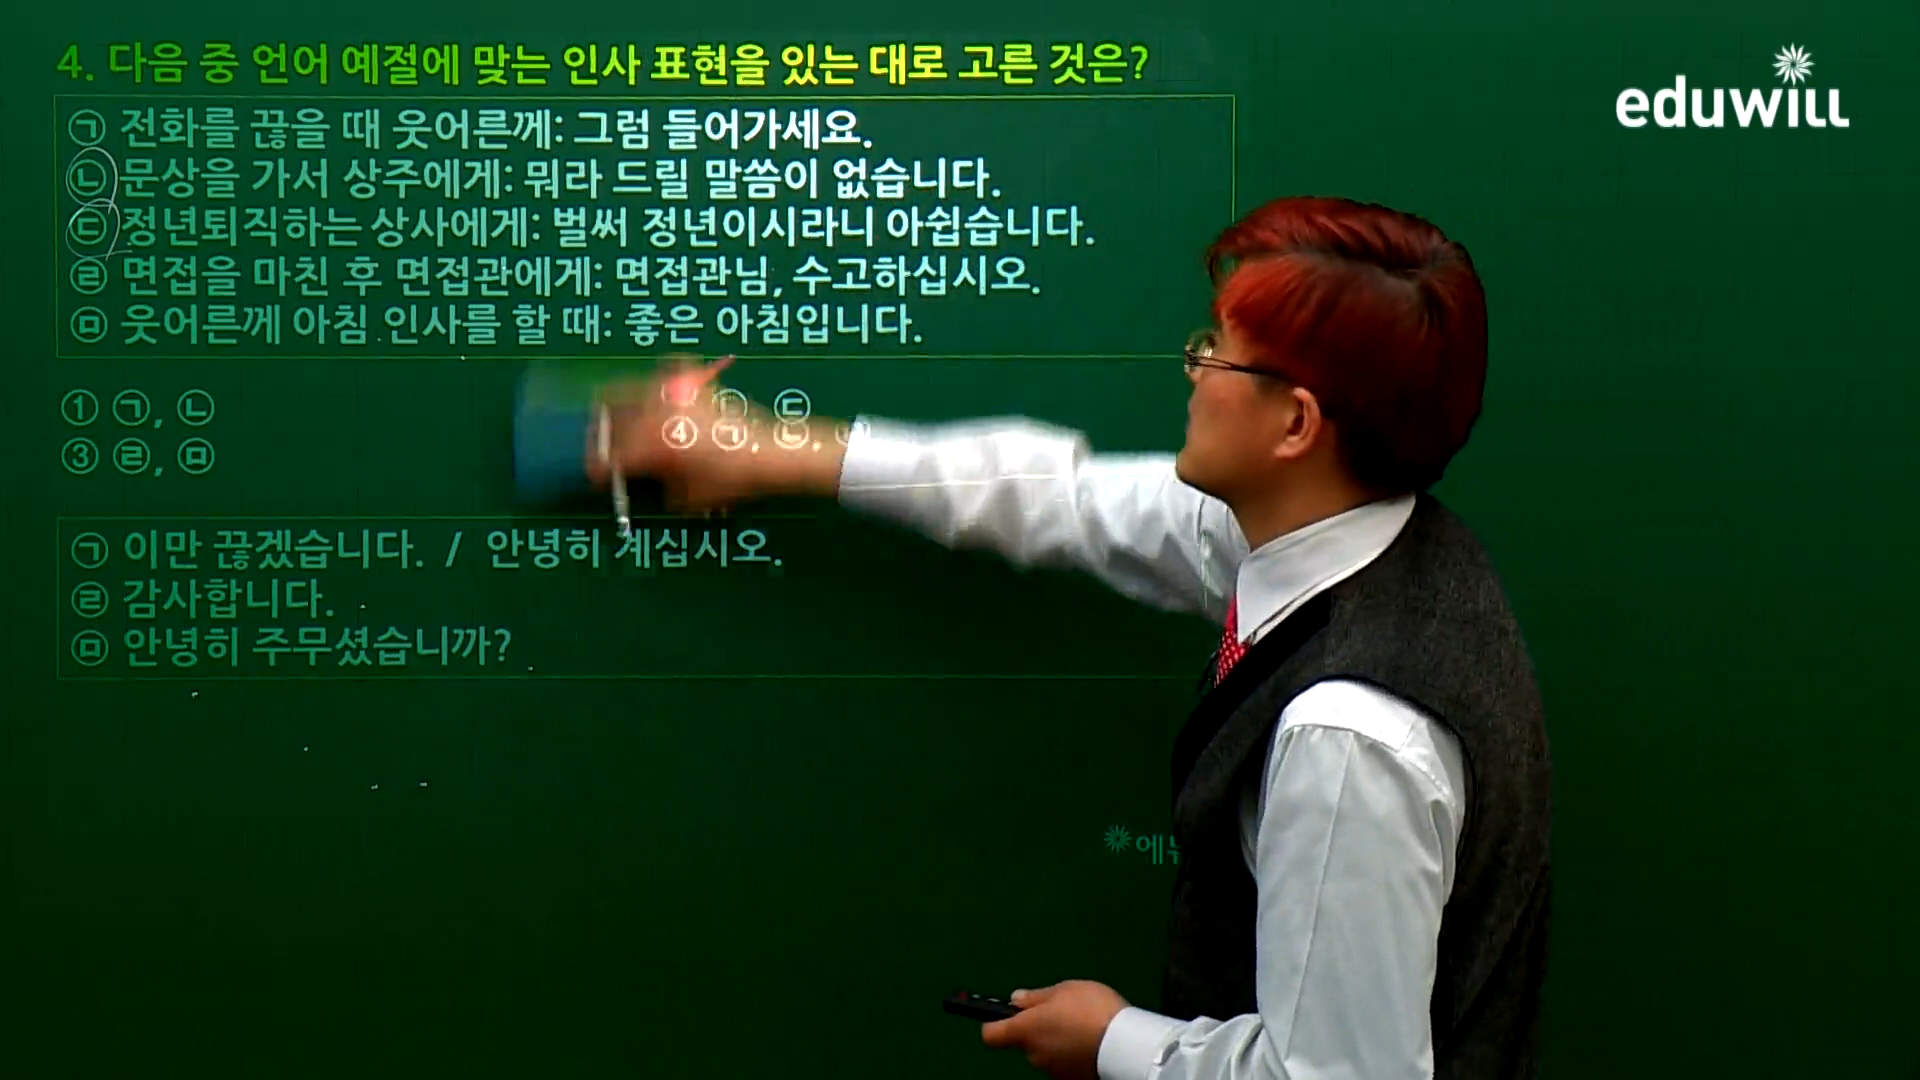 4. 다음 중 언어 예절에 맞는 인사 표현을 있는 대로 고른 것은?
eduwill
㉠ 전화를 끊을 때 웃어른께: 그럼 들어가세요.
㉡ 문상을 가서 상주에게: 뭐라 드릴 말씀이 없습니다.
㉢ 정년퇴직하는 상사에게: 벌써 정년이시라니 아쉽습니다.
㉣ 면접을 마친 후 면접관에게: 면접관님, 수고하십시오.
㉤ 웃어른께 아침 인사를 할 때: 좋은 아침입니다.
① ㉠, ㉡
㉡ ㉢
③ ㉣, ㉤
④ ㉠, ㉡,
㉠ 이만 끊겠습니다. / 안녕히 계십시오.
㉣ 감사합니다.
㉤ 안녕히 주무셨습니까?